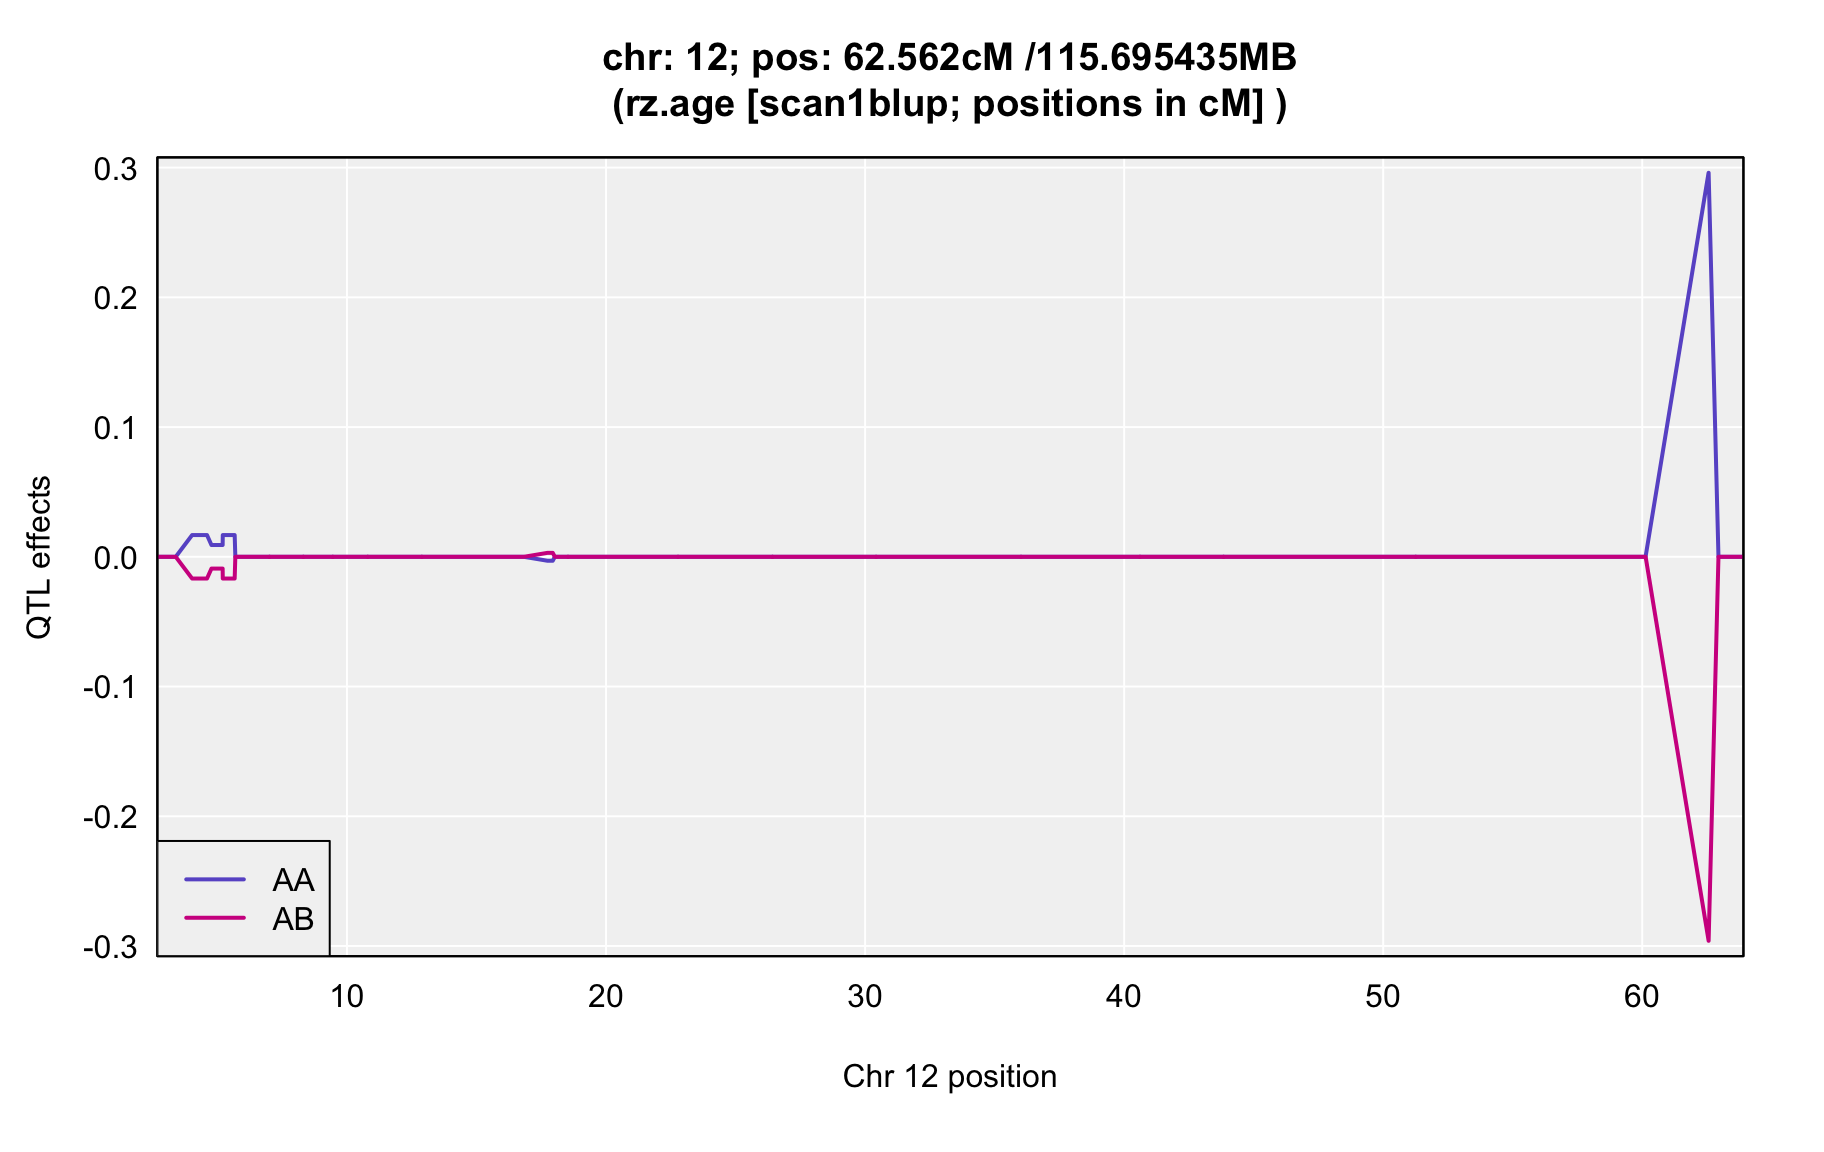 chr: 12; pos: 62.562cM /115.695435MB
(rz.age [scan1blup; positions in cM] )
QTL effects
0.3
0.2
0.1
0.0
-0.1
-0.2
-0.3
AA
AB
10 20 30 40 50 60
Chr 12 position